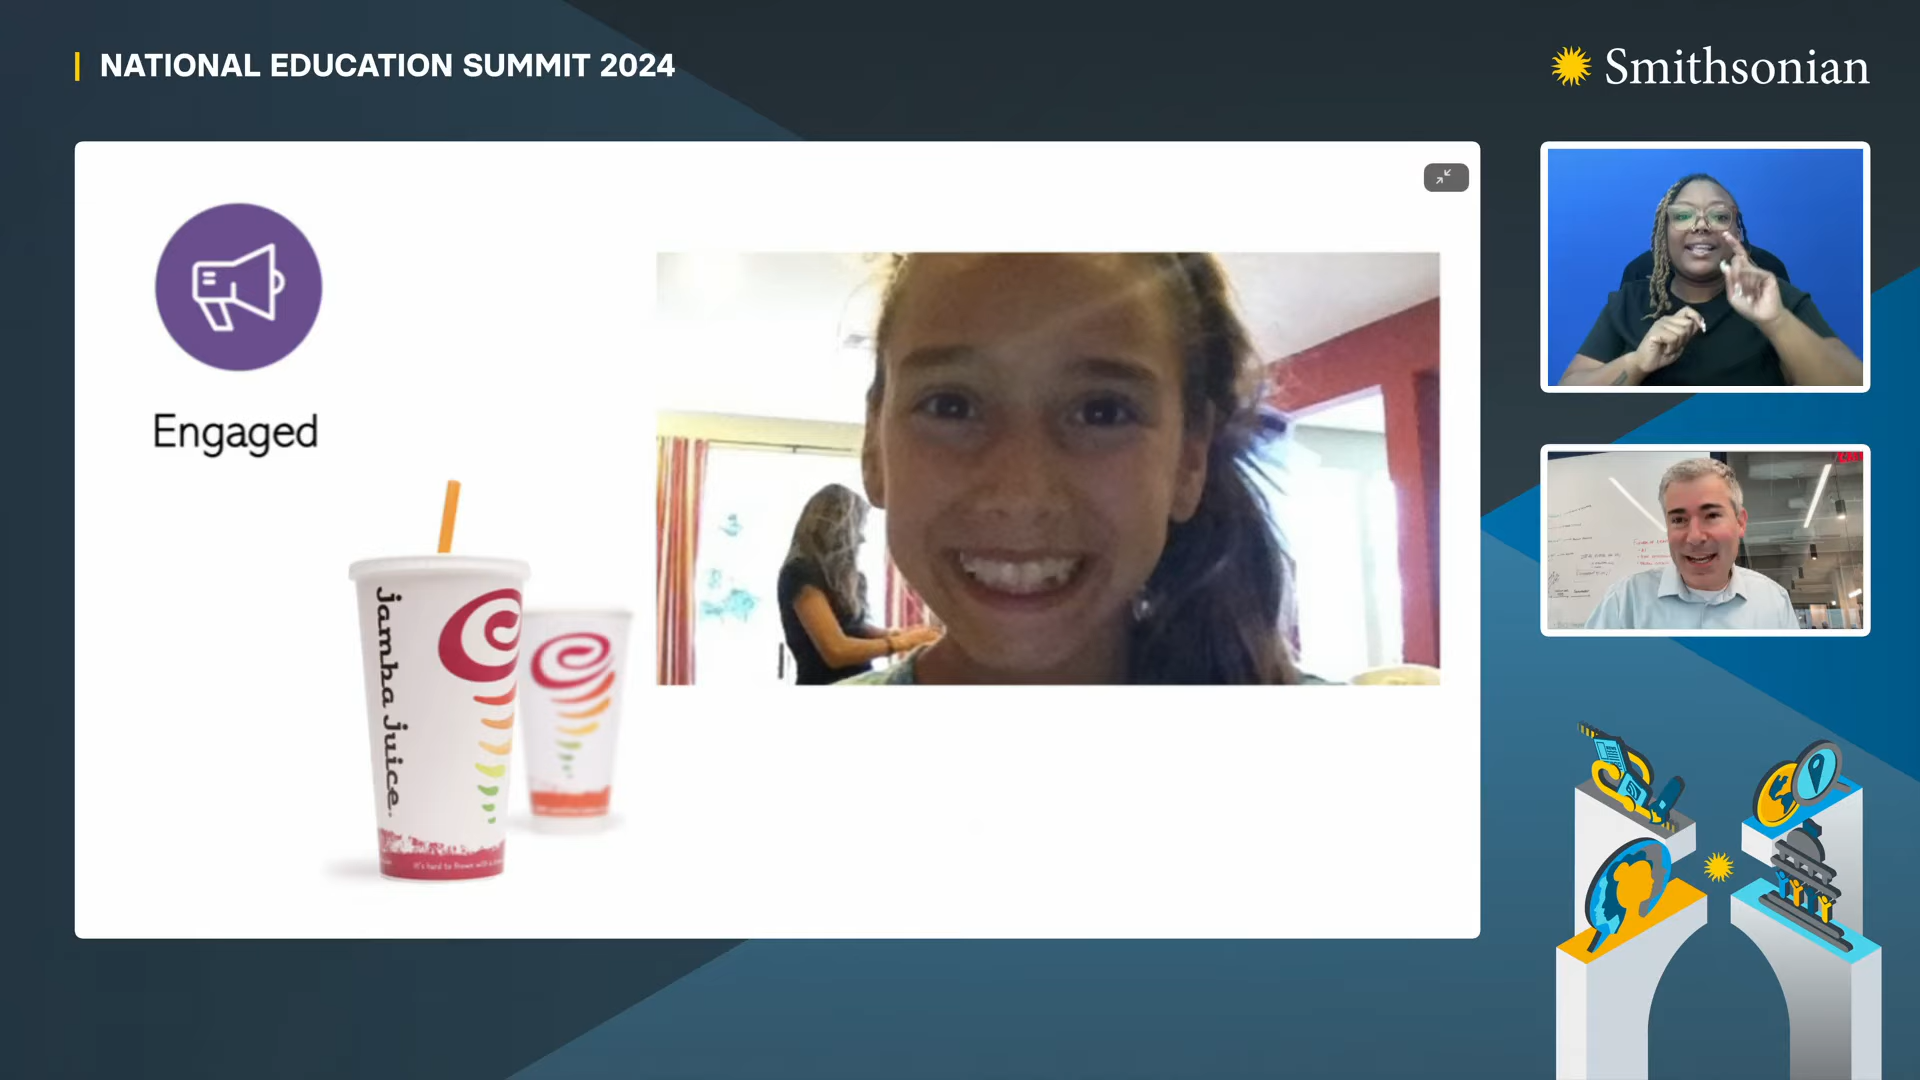 NATIONAL EDUCATION SUMMIT 2024
Smithsonian
Engaged
jamba juice.